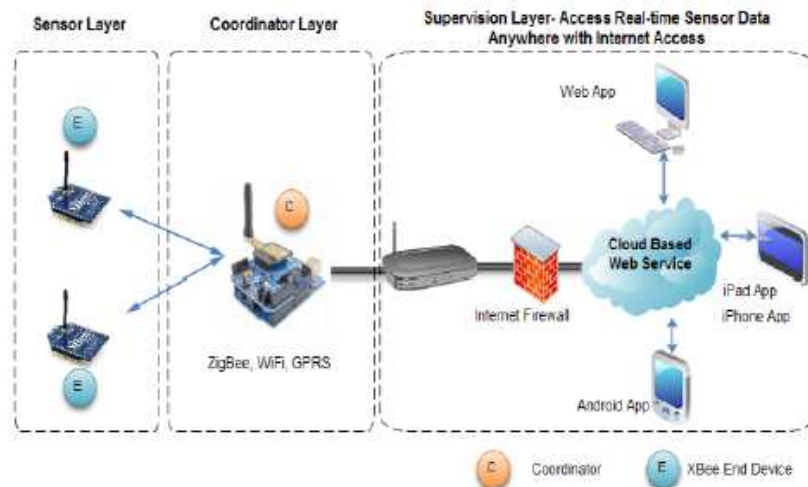 Sensor Layer
Coordinator Layer
Supervision Layer- Access Real-time Sensor Data
Anywhere with Internet Access
Web App
E
C
Cloud Based
Web Service
Internet Firewall
iPad App
iPhone App
ZigBee, WiFi, GPRS
E
Android App
C
Coordinator
E
XBee End Device